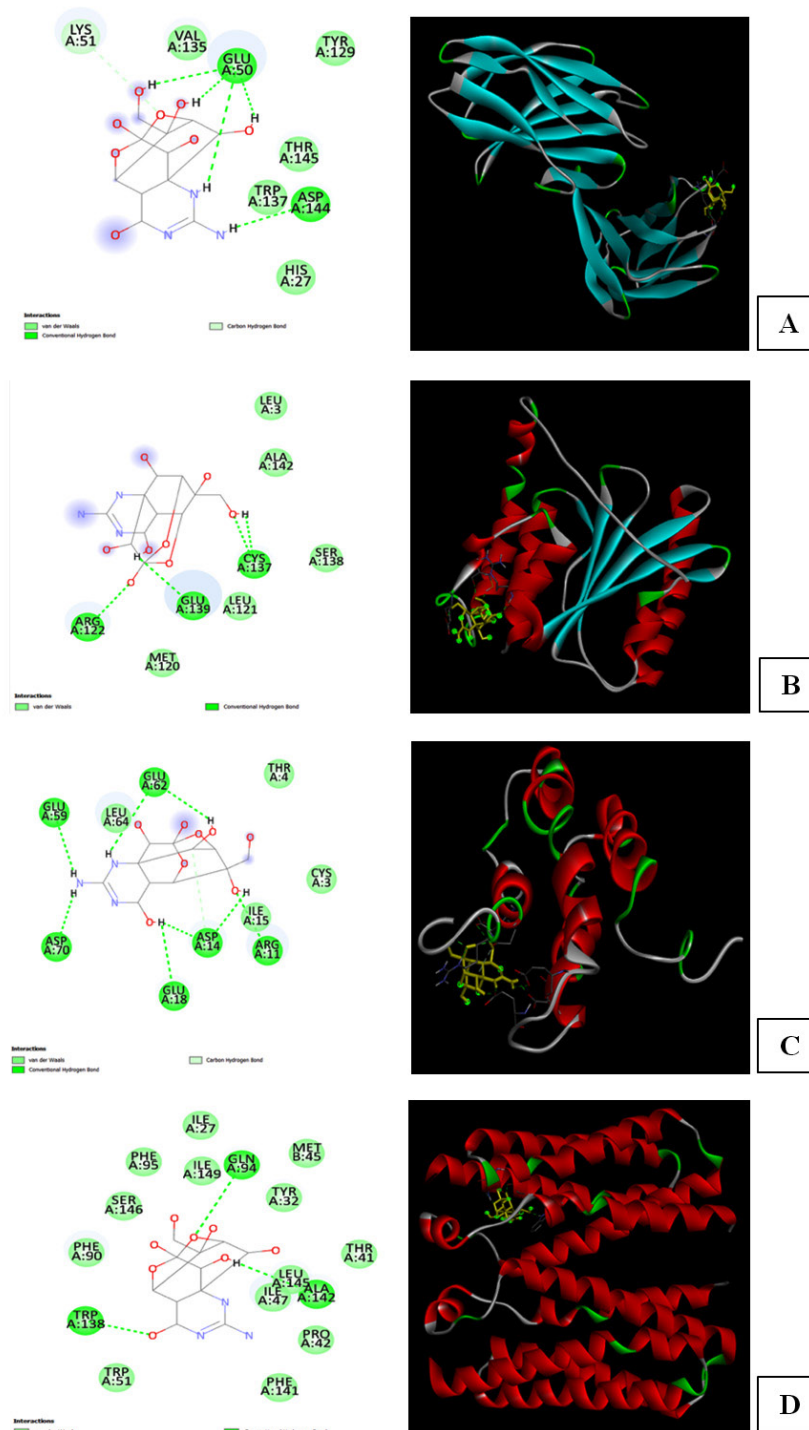 LYS
A:51
VAL
A:135
GLU
A:50
TYR
A:129
THR
A:145
TRP
A:137
ASP
A:144
HIS
A:27
H
O
H
O
O
O
H
O
O
O
N
H
H
O
N
N
Interactions
van der Waals
Conventional Hydrogen Bond
Carbon Hydrogen Bond
A
LEU
A:3
ALA
A:142
CYS
A:137
SER
A:138
GLU
A:139
LEU
A:121
ARG
A:122
MET
A:120
O
O
N
N
N
O
H
O
O
O
H
O
O
O
Interactions
van der Waals
Conventional Hydrogen Bond
B
GLU
A:62
THR
A:4
GLU
A:59
LEU
A:64
CYS
A:3
ILE
A:15
ASP
A:14
ARG
A:11
ASP
A:70
GLU
A:18
H
O
O
O
O
O
H
N
O
H
N
H
N
O
H
O
H
Interactions
van der Waals
Conventional Hydrogen Bond
Carbon Hydrogen Bond
C
ILE
A:27
GLN
A:94
MET
B:45
PHE
A:95
ILE
A:149
TYR
A:32
SER
A:146
PHE
A:90
THR
A:41
LEU
A:145
ILE
A:47
ALA
A:142
TRP
A:138
PRO
A:42
TRP
A:51
PHE
A:141
O
O
O
O
O
O
O
H
N
O
N
N
Interactions
D